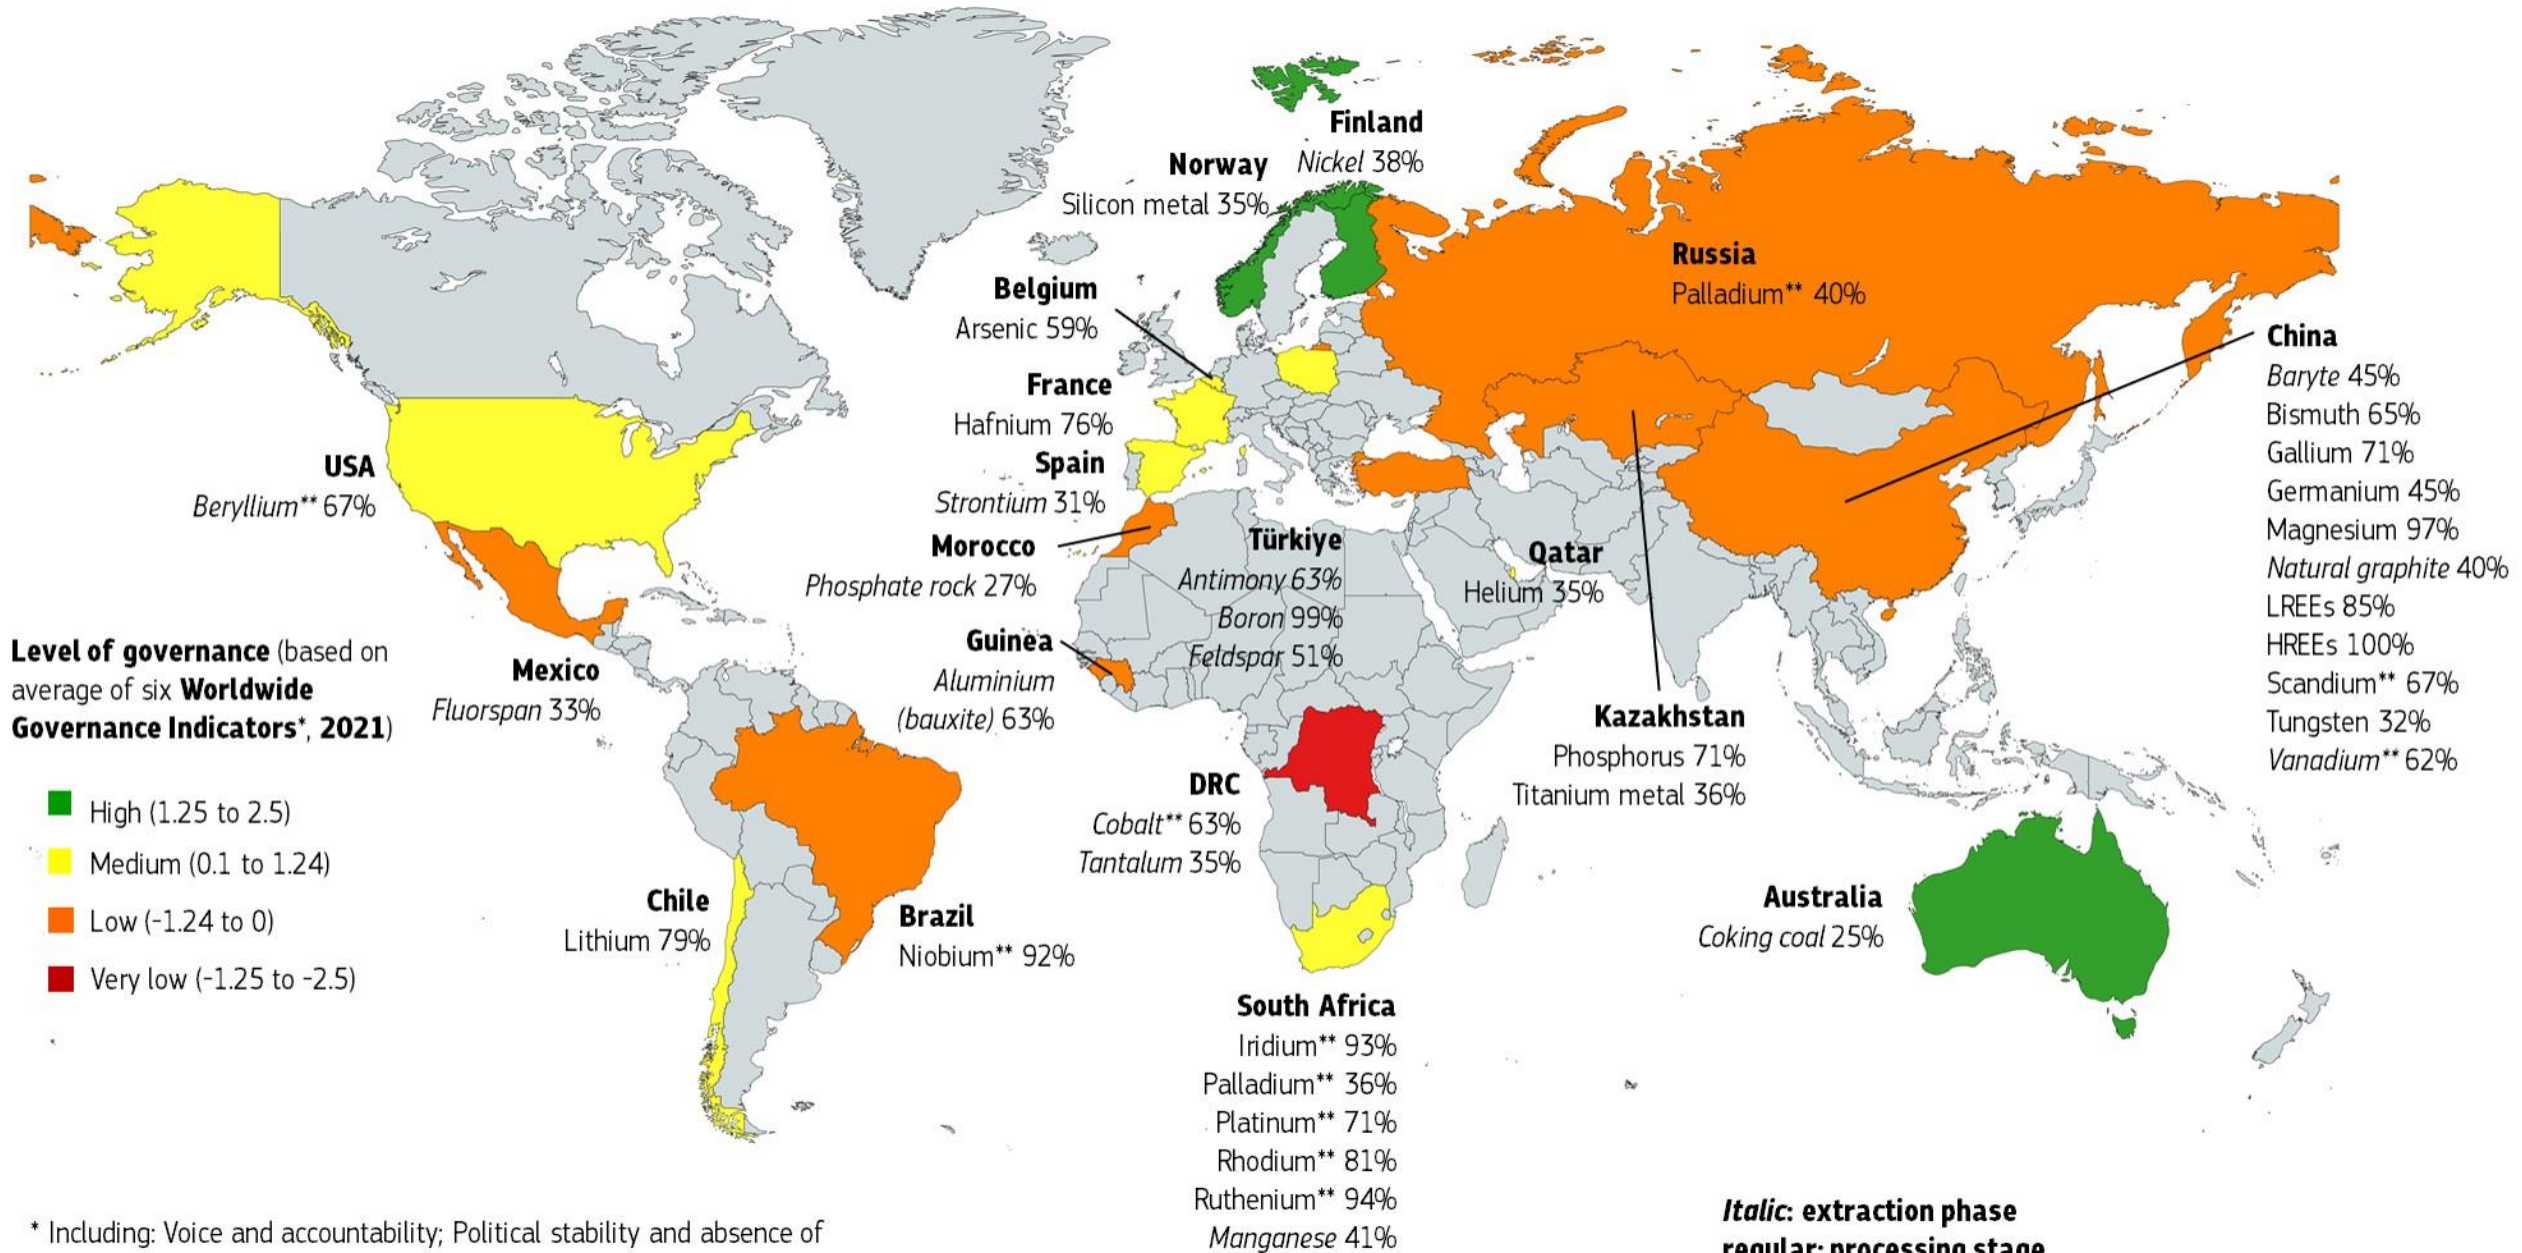 Finland
Nickel 38%
Norway
Silicon metal 35%
Russia
Palladium** 40%
Belgium
Arsenic 59%
China
Baryte 45%
Bismuth 65%
Gallium 71%
Germanium 45%
Magnesium 97%
Natural graphite 40%
LREEs 85%
HREEs 100%
Scandium** 67%
Tungsten 32%
Vanadium** 62%
France
Hafnium 76%
Spain
Strontium 31%
USA
Beryllium** 67%
Morocco
Phosphate rock 27%
Türkiye
Antimony 63%
Boron 99%
Feldspar 51%
Qatar
Helium 35%
Guinea
Aluminium
(bauxite) 63%
Mexico
Fluorspan 33%
Kazakhstan
Phosphorus 71%
Titanium metal 36%
DRC
Cobalt** 63%
Tantalum 35%
Chile
Lithium 79%
Brazil
Niobium** 92%
Australia
Coking coal 25%
South Africa
Iridium** 93%
Palladium** 36%
Platinum** 71%
Rhodium** 81%
Ruthenium** 94%
Manganese 41%
Level of governance (based on
average of six Worldwide
Governance Indicators*, 2021)
High (1.25 to 2.5)
Medium (0.1 to 1.24)
Low (-1.24 to 0)
Very low (-1.25 to -2.5)
* Including: Voice and accountability; Political stability and absence of
Italic: extraction phase
regular: processing stage